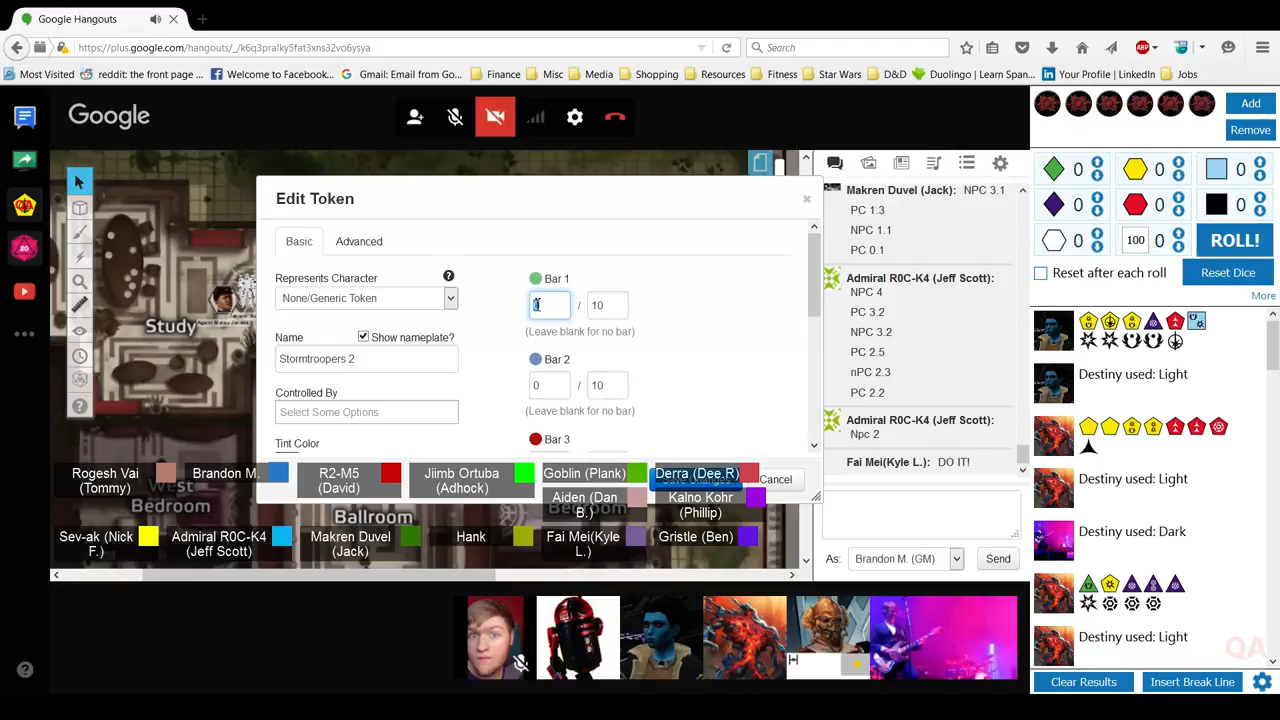 Google Hangouts
https://plus.google.com/hangouts/_/k6q3pralky5fat3xns32vo6ysya
Search
ABP
Most Visited
reddit: the front page ...
Welcome to Facebook...
Gmail: Email from Go...
Finance
Misc
Media
Shopping
Resources
Fitness
Star Wars
D&D
Duolingo | Learn Span...
Your Profile | LinkedIn
Jobs
Google
Add
Remove
0
0
0
0
0
0
0
100
0
ROLL!
Reset after each roll
Reset Dice
More
Edit Token
Basic
Advanced
Represents Character
None/Generic Token
Name
Show nameplate?
Stormtroopers 2
Controlled By
Select Some Options
Tint Color
Bar 1
/ 10
(Leave blank for no bar)
Bar 2
0 / 10
(Leave blank for no bar)
Bar 3
Save Changes
Cancel
Study
West
Bedroom
Ballroom
Bedroom
Rogesh Vai
(Tommy)
Brandon M.
R2-M5
(David)
Jiimb Ortuba
(Adhock)
Goblin (Plank)
Derra (Dee.R)
Aiden (Dan
B.)
Kalno Kohr
(Phillip)
Sev-ak (Nick
F.)
Admiral R0C-K4
(Jeff Scott)
Makren Duvel
(Jack)
Hank
Fai Mei(Kyle
L.)
Gristle (Ben)
Makren Duvel (Jack): NPC 3.1
PC 1.3
NPC 1.1
PC 0.1
Admiral R0C-K4 (Jeff Scott):
NPC 4
PC 3.2
NPC 3.2
PC 2.5
nPC 2.3
PC 2.2
Admiral R0C-K4 (Jeff Scott):
Npc 2
Fai Mei(Kyle L.): DO IT!
As:
Brandon M. (GM)
Send
Destiny used: Light
Destiny used: Light
Destiny used: Dark
Destiny used: Light
QA
Clear Results
Insert Break Line
20